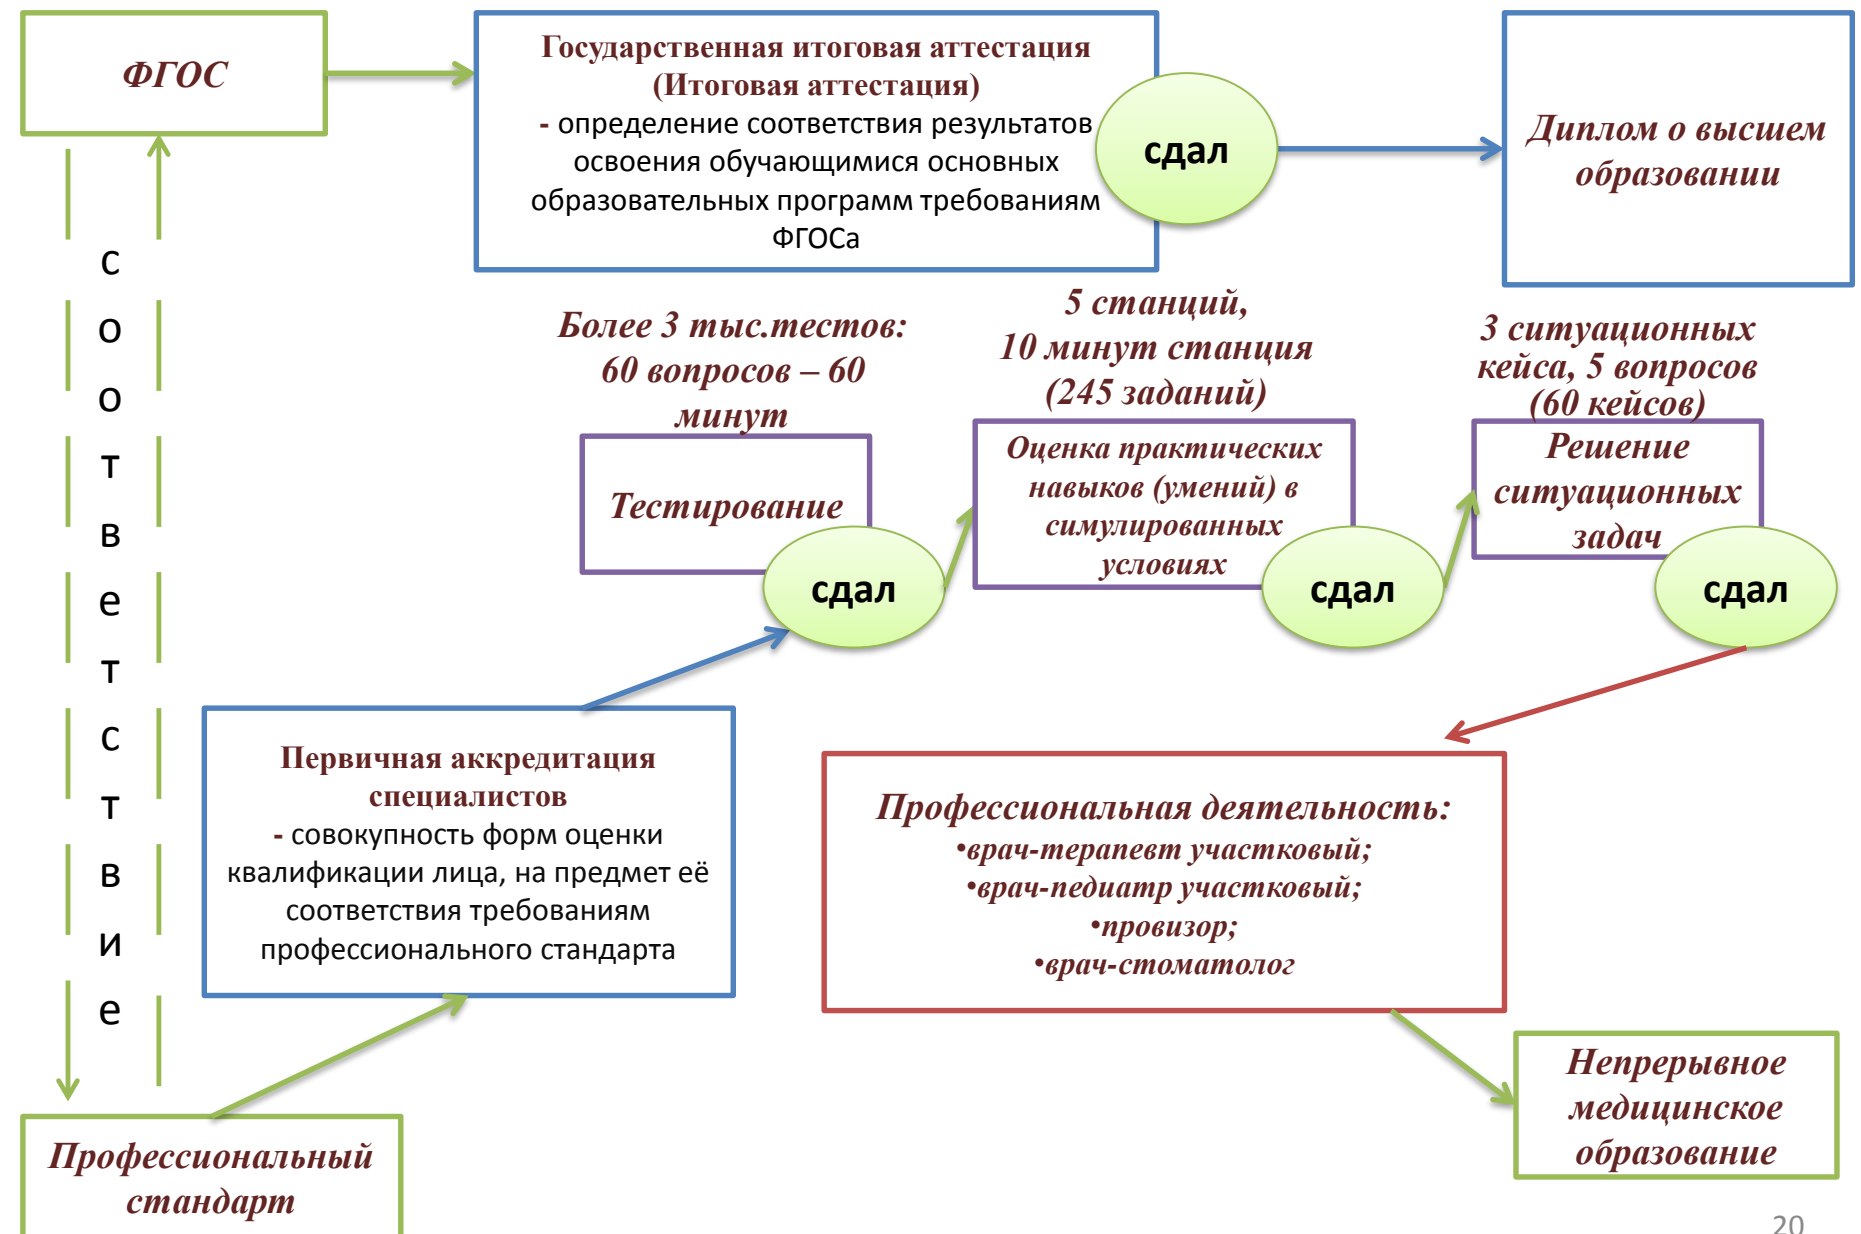 ФГОС
Государственная итоговая аттестация
(Итоговая аттестация)
- определение соответствия результатов
освоения обучающимися основных
образовательных программ требованиям
ФГОСа
сдал
Диплом о высшем
образовании
с
о
о
т
в
е
т
с
т
в
и
е
Более 3 тыс.тестов:
60 вопросов – 60
минут
Тестирование
сдал
5 станций,
10 минут станция
(245 заданий)
Оценка практических
навыков (умений) в
симулированных
условиях
сдал
3 ситуационных
кейса, 5 вопросов
(60 кейсов)
Решение
ситуационных
задач
сдал
Первичная аккредитация
специалистов
- совокупность форм оценки
квалификации лица, на предмет её
соответствия требованиям
профессионального стандарта
Профессиональная деятельность:
•врач-терапевт участковый;
•врач-педиатр участковый;
•провизор;
•врач-стоматолог
Непрерывное
медицинское
образование
Профессиональный
стандарт
20